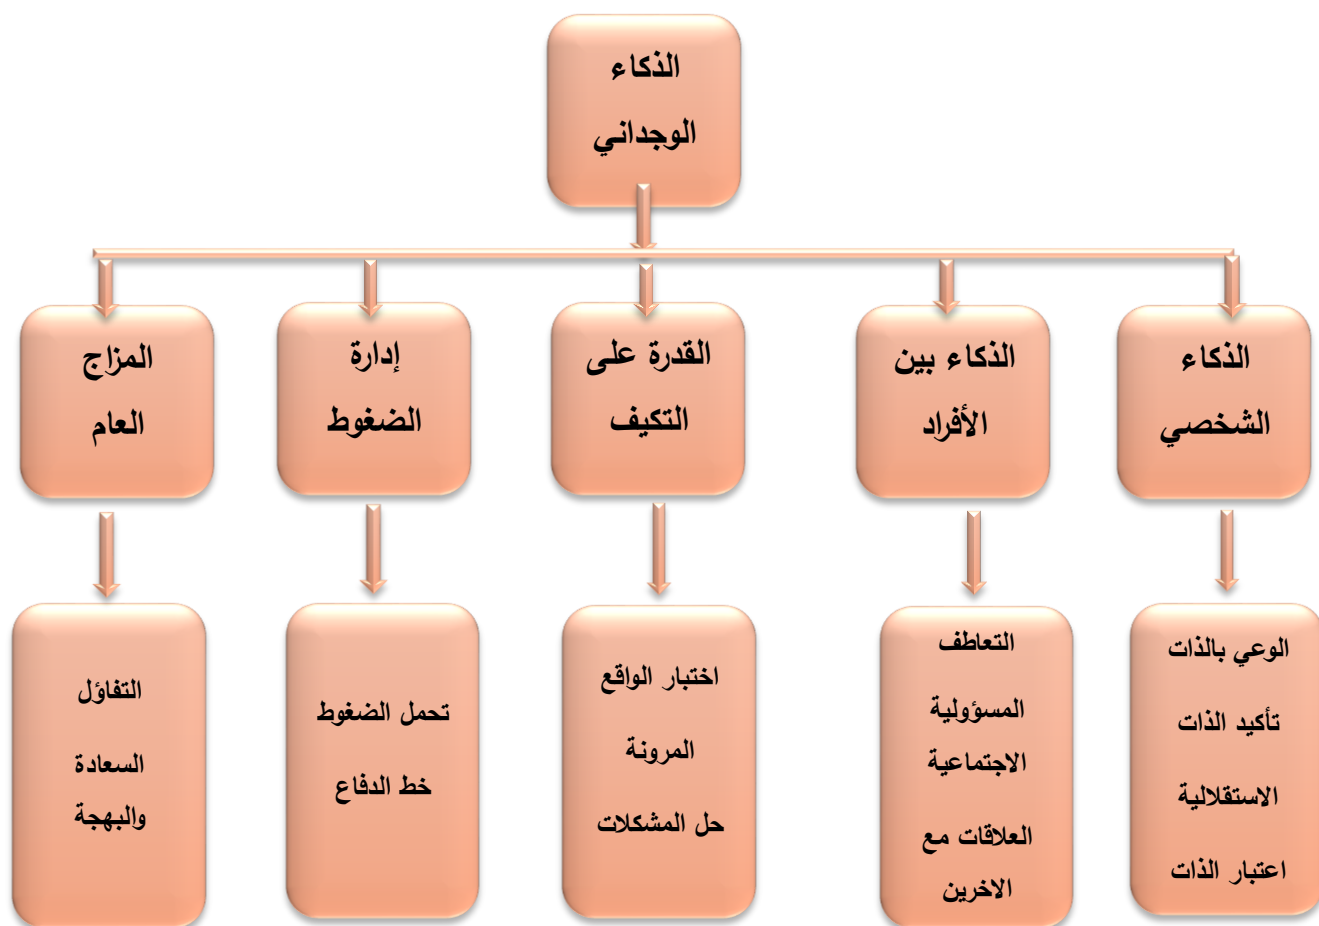 الذكاء
الوجداني
الذكاء
الشخصي
الذكاء بين
الأفراد
القدرة على
التكيف
إدارة
الضغوط
المزاج
العام
الوعي بالذات
تأكيد الذات
الاستقلالية
اعتبار الذات
التعاطف
المسؤولية
الاجتماعية
العلاقات مع
الاخرين
اختبار الواقع
المرونة
حل المشكلات
تحمل الضغوط
خط الدفاع
التفاؤل
السعادة
والبهجة